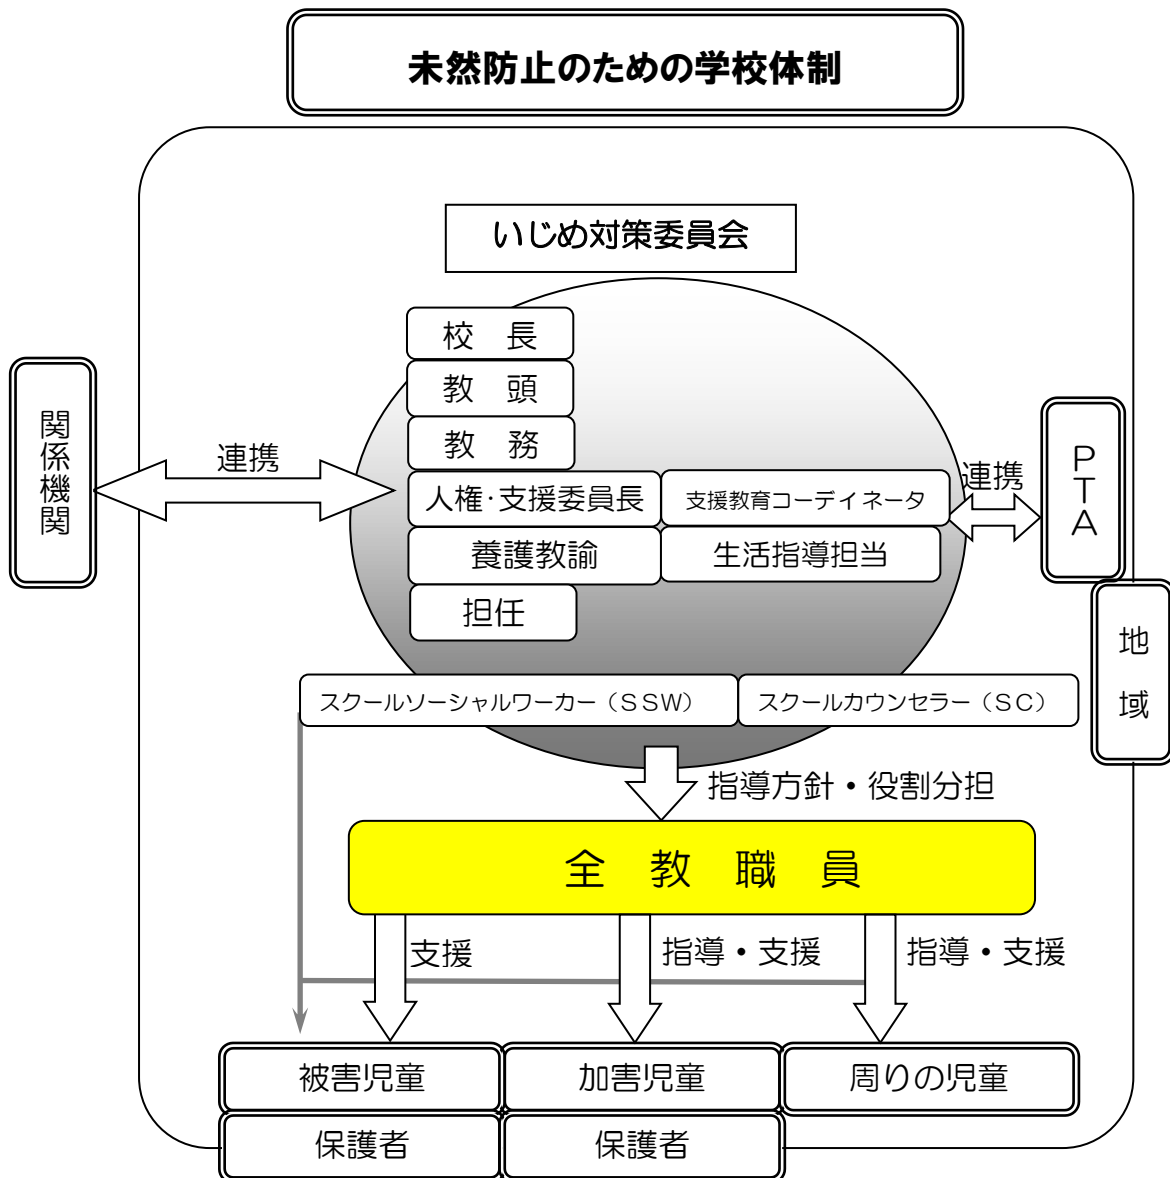 未然防止のための学校体制
いじめ対策委員会
校　長
教　頭
教　務
人権・支援委員長
支援教育コーデイネータ
養護教諭
生活指導担当
担任
関係機関
連携
連携
ＰＴＡ
地域
スクールソーシャルワーカー（ＳＳＷ）
スクールカウンセラー（ＳＣ）
指導方針・役割分担
全　教　職　員
支援
指導・支援
指導・支援
被害児童
加害児童
周りの児童
保護者
保護者